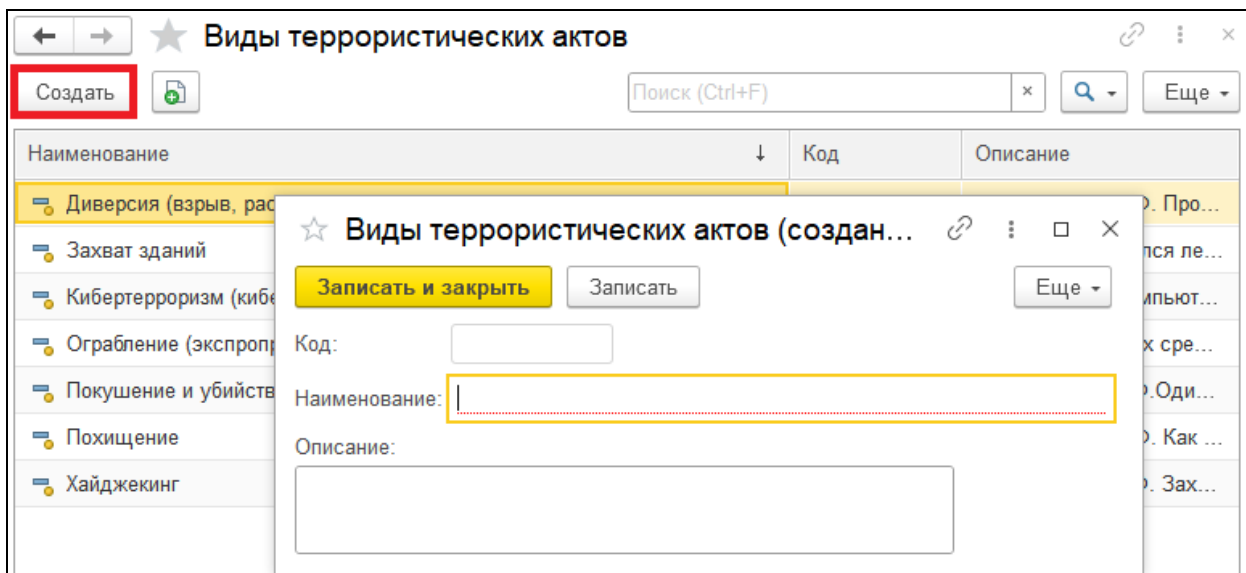 Виды террористических актов
Создать
Поиск (Ctrl+F)
Еще
Наименование
Код
Описание
Диверсия (взрыв, рас
. Про...
Захват зданий
лся ле...
Кибертерроризм (кибе
мпьют...
Ограбление (экспропр
х сре...
Покушение и убийств
.Оди...
Похищение
. Как ...
Хайджекинг
. Зах...
Виды террористических актов (создан...
Записать и закрыть
Записать
Еще
Код:
Наименование:
Описание: